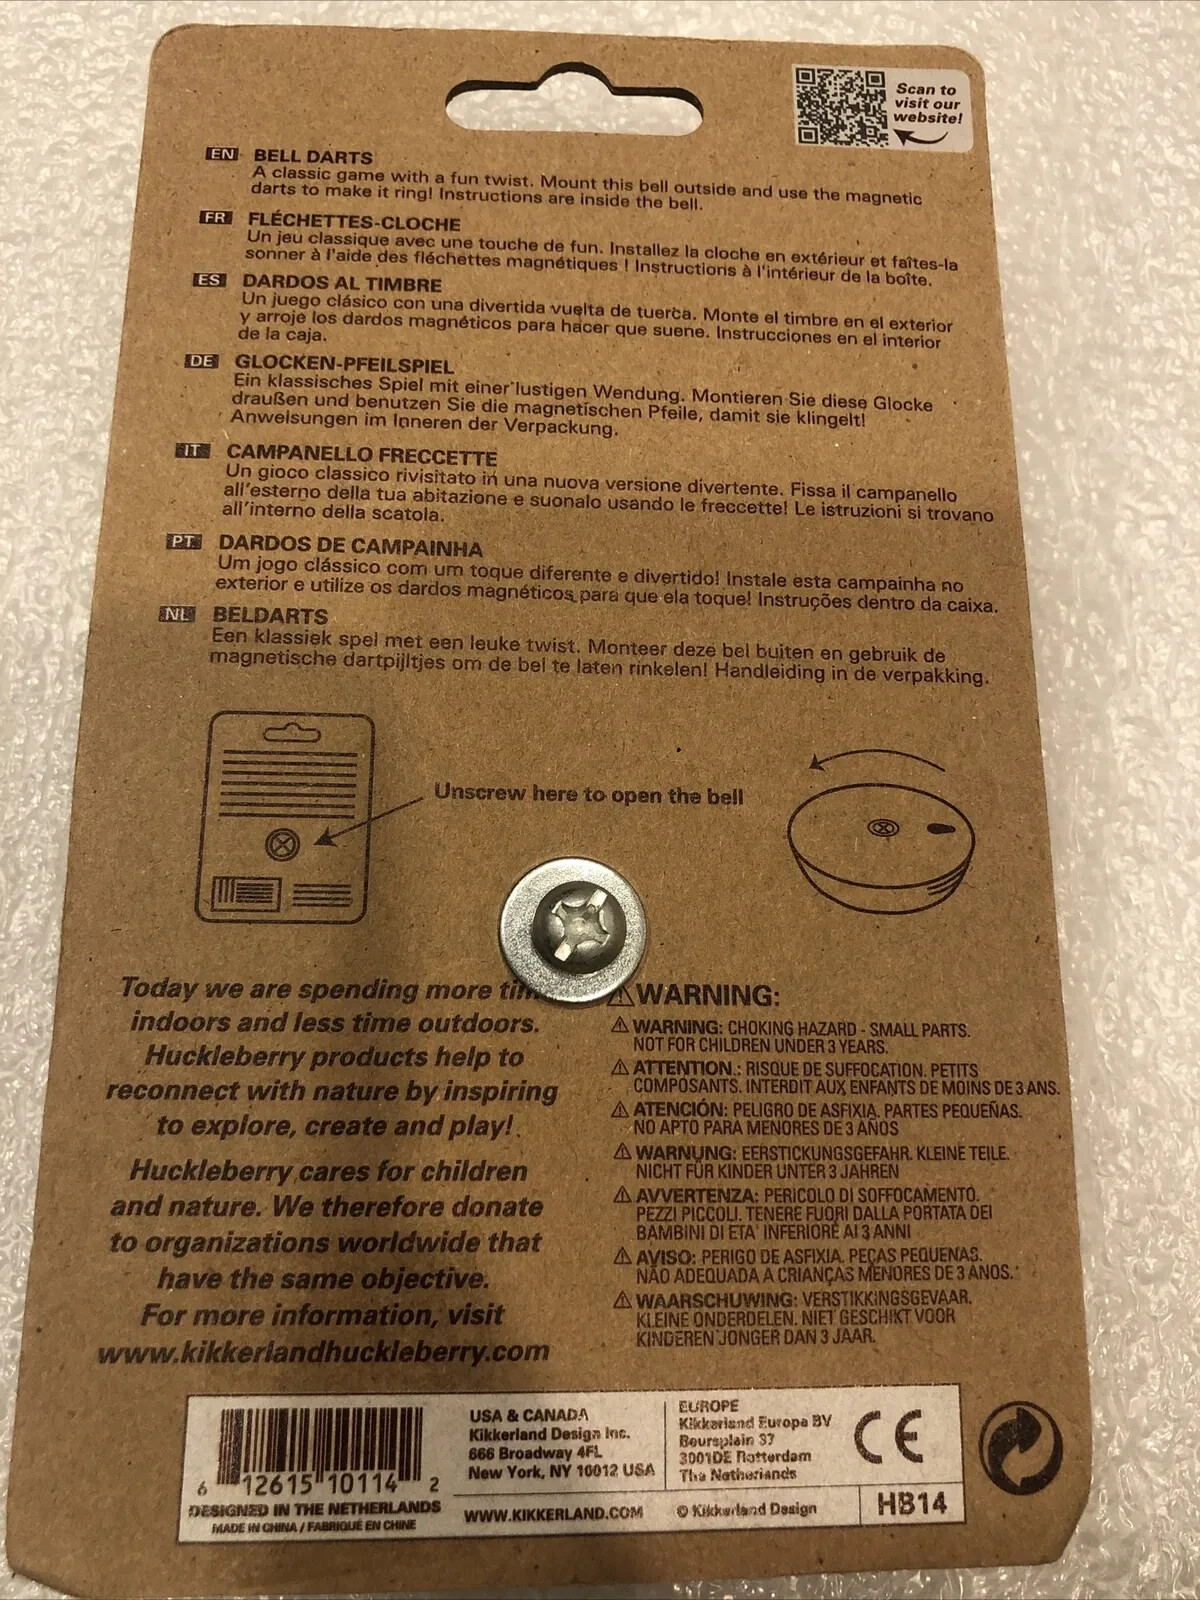 Scan to
visit our
website!
EN BELL DARTS
A classic game with a fun twist. Mount this bell outside and use the magnetic
darts to make it ring! Instructions are inside the bell.
FR FLÉCHETTES-CLOCHE
Un jeu classique avec une touche de fun. Installez la cloche en extérieur et faîtes-la
sonner à l'aide des fléchettes magnétiques ! Instructions à l'intérieur de la boîte.
ES DARDOS AL TIMBRE
Un juego clásico con una divertida vuelta de tuerca. Monte el timbre en el exterior
y arroje los dardos magnéticos para hacer que suene. Instrucciones en el interior
de la caja.
DE GLOCKEN-PFEILSPIEL
Ein klassisches Spiel mit einer lustigen Wendung. Montieren Sie diese Glocke
draußen und benutzen Sie die magnetischen Pfeile, damit sie klingelt!
Anweisungen im Inneren der Verpackung.
IT CAMPANELLO FRECCETTE
Un gioco classico rivisitato in una nuova versione divertente. Fissa il campanello
all'esterno della tua abitazione e suonalo usando le freccette! Le istruzioni si trovano
all'interno della scatola.
PT DARDOS DE CAMPAINHA
Um jogo clássico com um toque diferente e divertido! Instale esta campainha no
exterior e utilize os dardos magnéticos para que ela toque! Instruções dentro da caixa.
NL BELDARTS
Een klassiek spel met een leuke twist. Monteer deze bel buiten en gebruik de
magnetische dartpijltjes om de bel te laten rinkelen! Handleiding in de verpakking.
Unscrew here to open the bell
Today we are spending more
indoors and less time outdoors.
Huckleberry products help to
reconnect with nature by inspiring
to explore, create and play!
Huckleberry cares for children
and nature. We therefore donate
to organizations worldwide that
have the same objective.
For more information, visit
www.kikkerlandhuckleberry.com
⚠WARNING:
⚠ WARNING: CHOKING HAZARD - SMALL PARTS.
NOT FOR CHILDREN UNDER 3 YEARS.
⚠ ATTENTION.: RISQUE DE SUFFOCATION. PETITS
COMPOSANTS. INTERDIT AUX ENFANTS DE MOINS DE 3 ANS.
⚠ ATENCIÓN: PELIGRO DE ASFIXIA. PARTES PEQUEÑAS.
NO APTO PARA MENORES DE 3 AÑOS
⚠ WARNUNG: EERSTICKUNGSGEFAHR. KLEINE TEILE.
NICHT FÜR KINDER UNTER 3 JAHREN
⚠ AVVERTENZA: PERICOLO DI SOFFOCAMENTO.
PEZZI PICCOLI. TENERE FUORI DALLA PORTATA DEI
BAMBINI DI ETA' INFERIORE AI 3 ANNI
⚠ AVISO: PERIGO DE ASFIXIA. PEÇAS PEQUENAS.
NÃO ADEQUADA A CRIANÇAS MENORES DE 3 ANOS.
⚠ WAARSCHUWING: VERSTIKKINGSGEVAAR.
KLEINE ONDERDELEN. NIET GESCHIKT VOOR
KINDEREN JONGER DAN 3 JAAR.
6 12615 10114 2
DESIGNED IN THE NETHERLANDS
MADE IN CHINA / FABRIQUÉ EN CHINE
USA & CANADA
Kikkerland Design Inc.
666 Broadway 4FL
New York, NY 10012 USA
WWW.KIKKERLAND.COM
EUROPE
Kikkerland Europe BV
Beursplein 37
3001DE Rotterdam
The Netherlands
© Kikkerland Design
CE
HB14